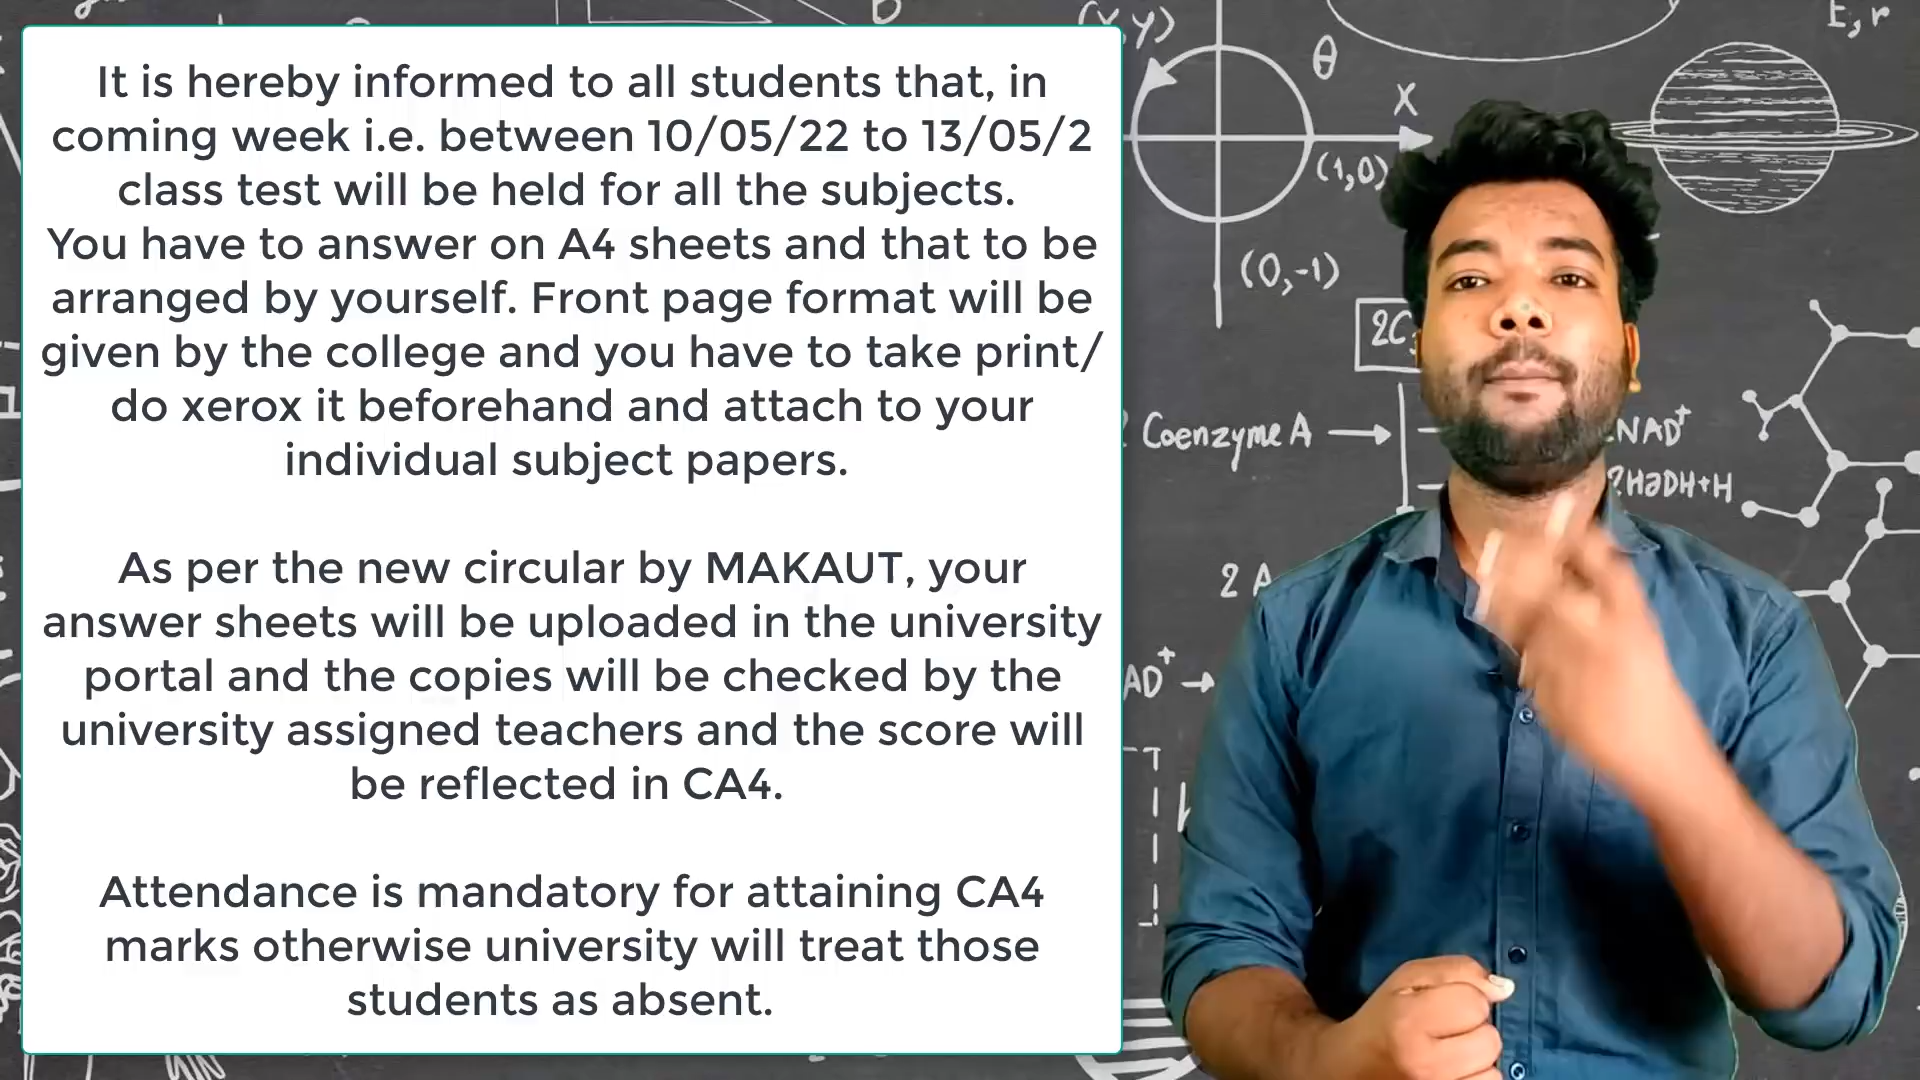 It is hereby informed to all students that, in
coming week i.e. between 10/05/22 to 13/05/2
class test will be held for all the subjects.
You have to answer on A4 sheets and that to be
arranged by yourself. Front page format will be
given by the college and you have to take print/
do xerox it beforehand and attach to your
individual subject papers.
As per the new circular by MAKAUT, your
answer sheets will be uploaded in the university
portal and the copies will be checked by the
university assigned teachers and the score will
be reflected in CA4.
Attendance is mandatory for attaining CA4
marks otherwise university will treat those
students as absent.
θ
X
(1,0)
(0,-1)
E,r
Coenzyme A
NAD+
2 A
AD+